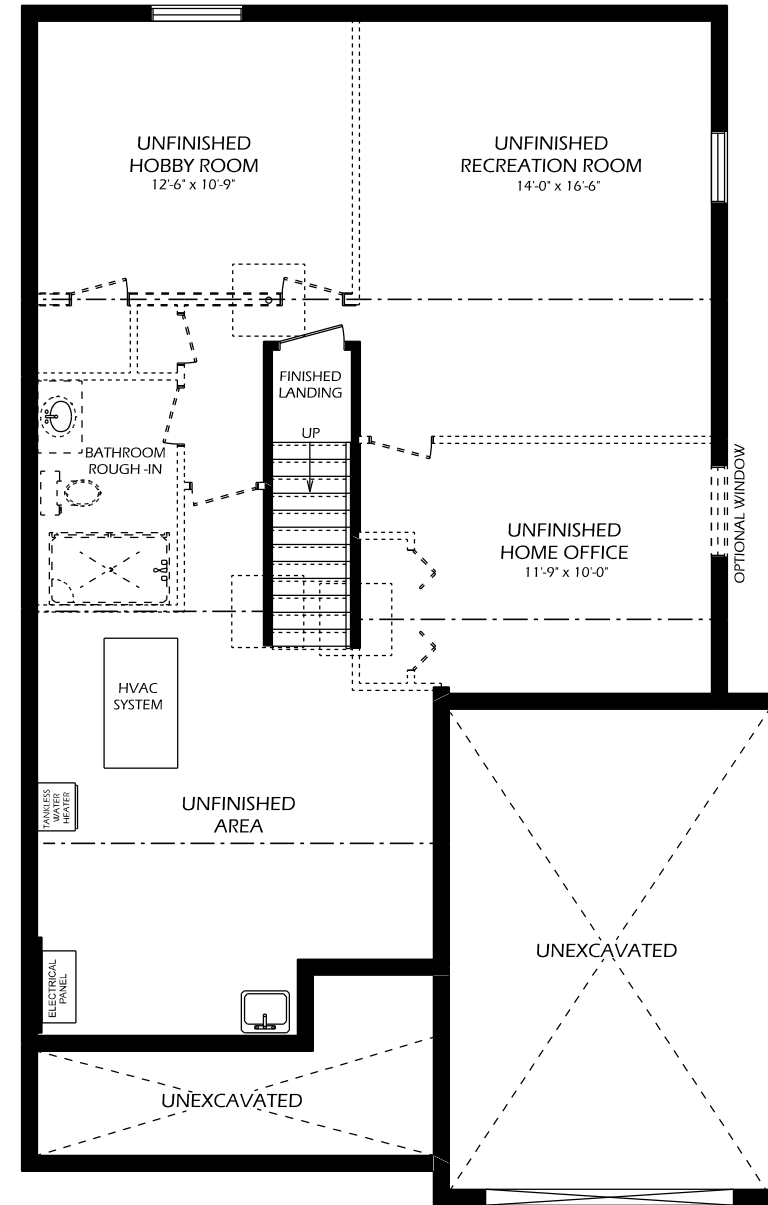 UNFINISHED
HOBBY ROOM
12'-6" x 10'-9"
UNFINISHED
RECREATION ROOM
14'-0" x 16'-6"
FINISHED
LANDING
UP
BATHROOM
ROUGH -IN
OPTIONAL WINDOW
UNFINISHED
HOME OFFICE
11'-9" x 10'-0"
HVAC
SYSTEM
TANKLESS
WATER
HEATER
UNFINISHED
AREA
ELECTRICAL
PANEL
UNEXCAVATED
UNEXCAVATED